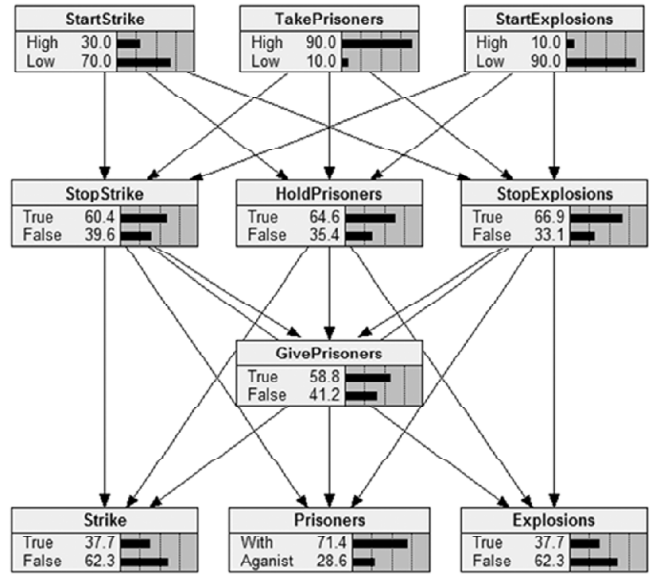 StartStrike
High 30.0
Low 70.0
TakePrisoners
High 90.0
Low 10.0
StartExplosions
High 10.0
Low 90.0
StopStrike
True 60.4
False 39.6
HoldPrisoners
True 64.6
False 35.4
StopExplosions
True 66.9
False 33.1
GivePrisoners
True 58.8
False 41.2
Strike
True 37.7
False 62.3
Prisoners
With 71.4
Aganist 28.6
Explosions
True 37.7
False 62.3